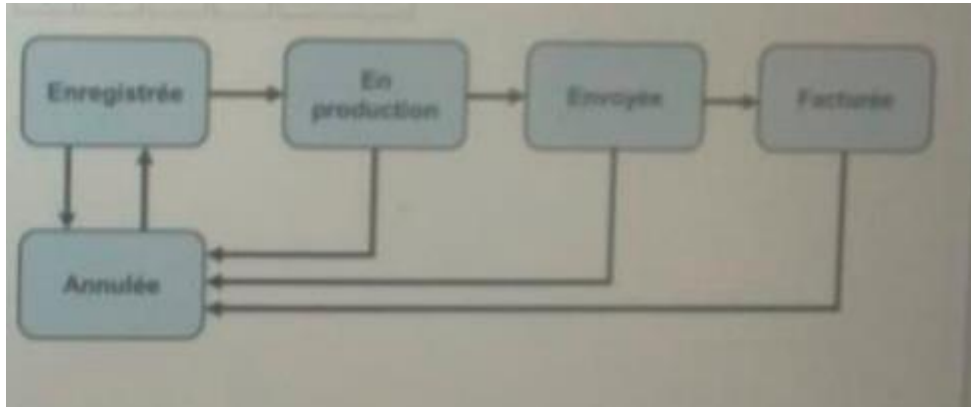 Enregistrée
En
production
Envoyée
Facturée
Annulée